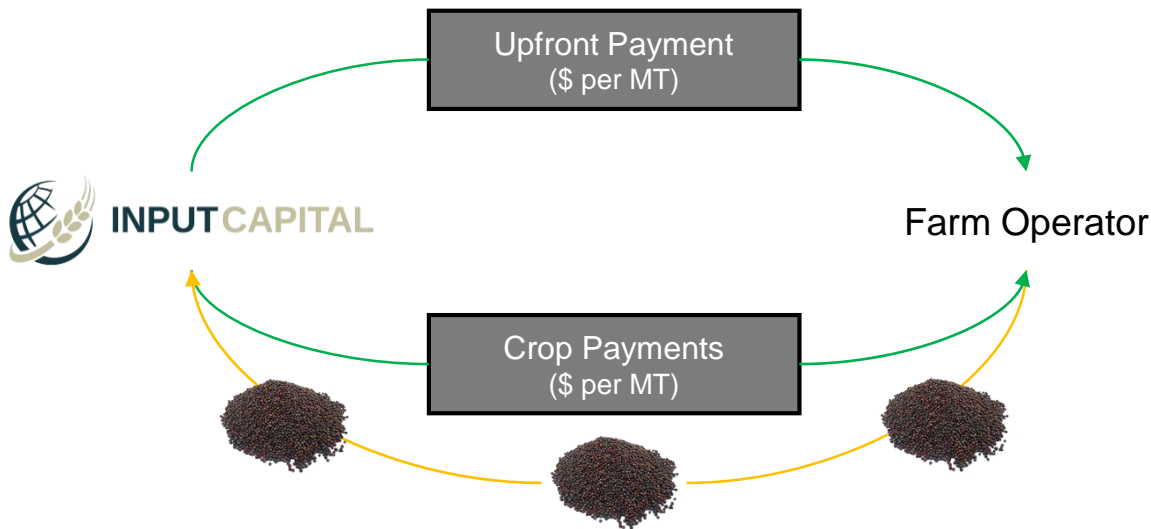 Upfront Payment
($ per MT)
INPUT CAPITAL
Farm Operator
Crop Payments
($ per MT)